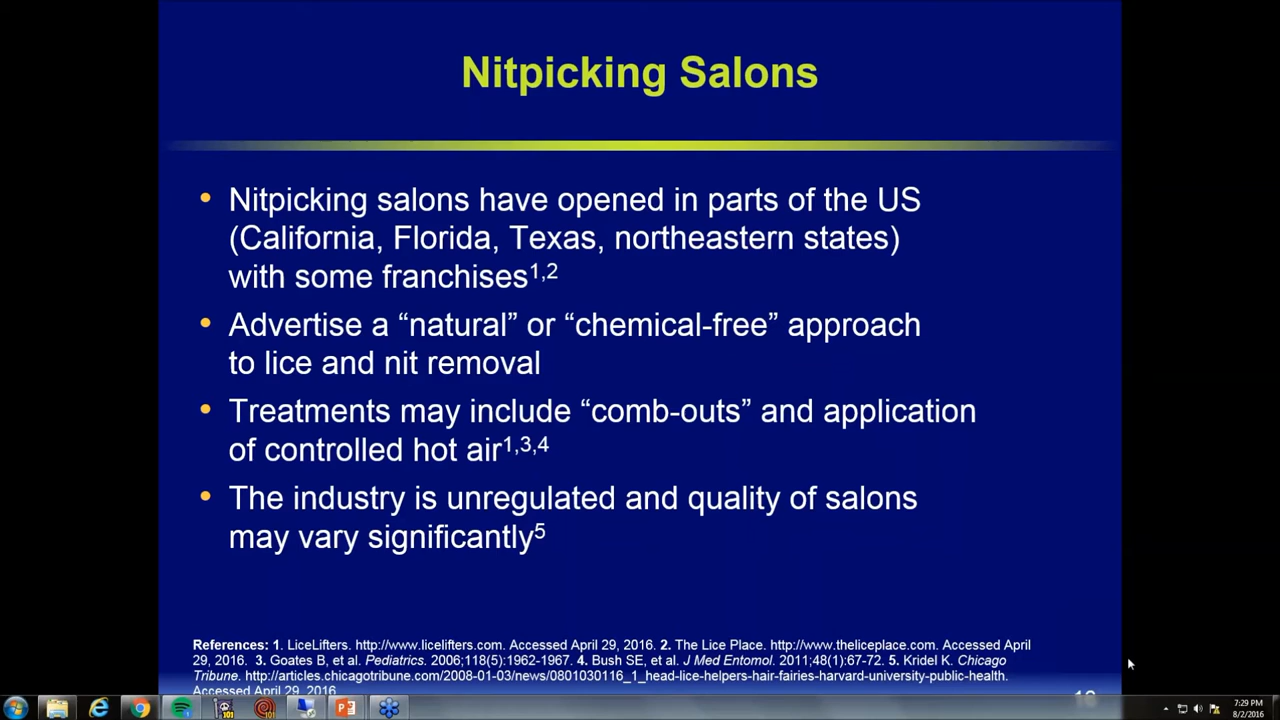 Nitpicking Salons
• Nitpicking salons have opened in parts of the US
(California, Florida, Texas, northeastern states)
with some franchises1,2
• Advertise a “natural” or “chemical-free” approach
to lice and nit removal
• Treatments may include “comb-outs” and application
of controlled hot air1,3,4
• The industry is unregulated and quality of salons
may vary significantly5
References: 1. LiceLifters. http://www.licelifters.com. Accessed April 29, 2016. 2. The Lice Place. http://www.theliceplace.com. Accessed April
29, 2016. 3. Goates B, et al. Pediatrics. 2006;118(5):1962-1967. 4. Bush SE, et al. J Med Entomol. 2011;48(1):67-72. 5. Kridel K. Chicago
Tribune. http://articles.chicagotribune.com/2008-01-03/news/0801030116_1_head-lice-helpers-hair-fairies-harvard-university-public-health.
Accessed April 29, 2016
7:29 PM
8/2/2016